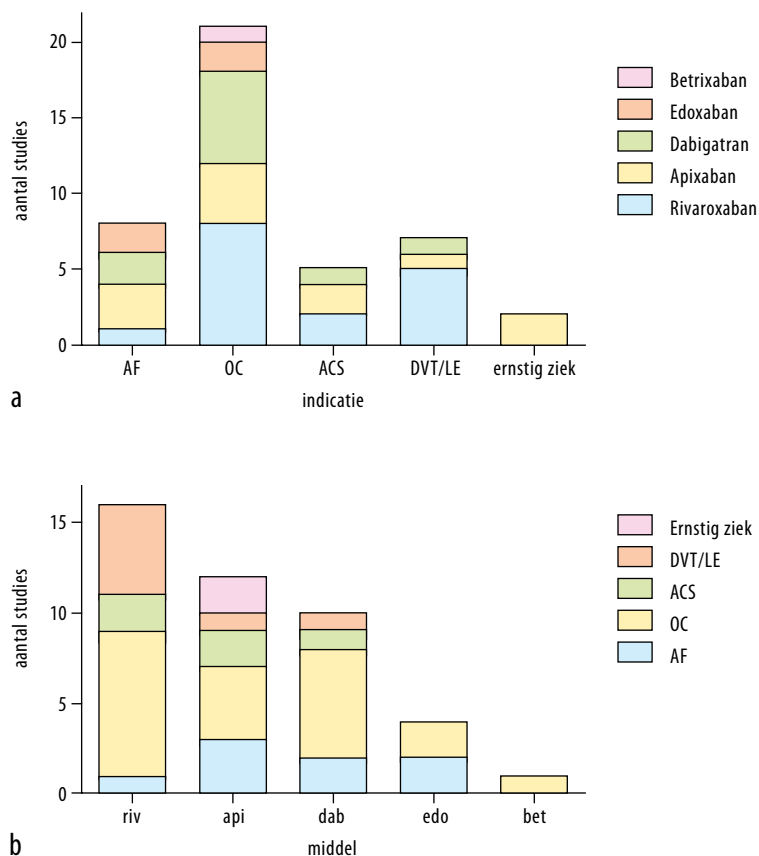 20
15
10
5
0
aantal studies
AF OC ACS DVT/LE ernstig ziek
indicatie
Betrixaban
Edoxaban
Dabigatran
Apixaban
Rivaroxaban
a
15
10
5
0
aantal studies
riv api dab edo bet
middel
Ernstig ziek
DVT/LE
ACS
OC
AF
b